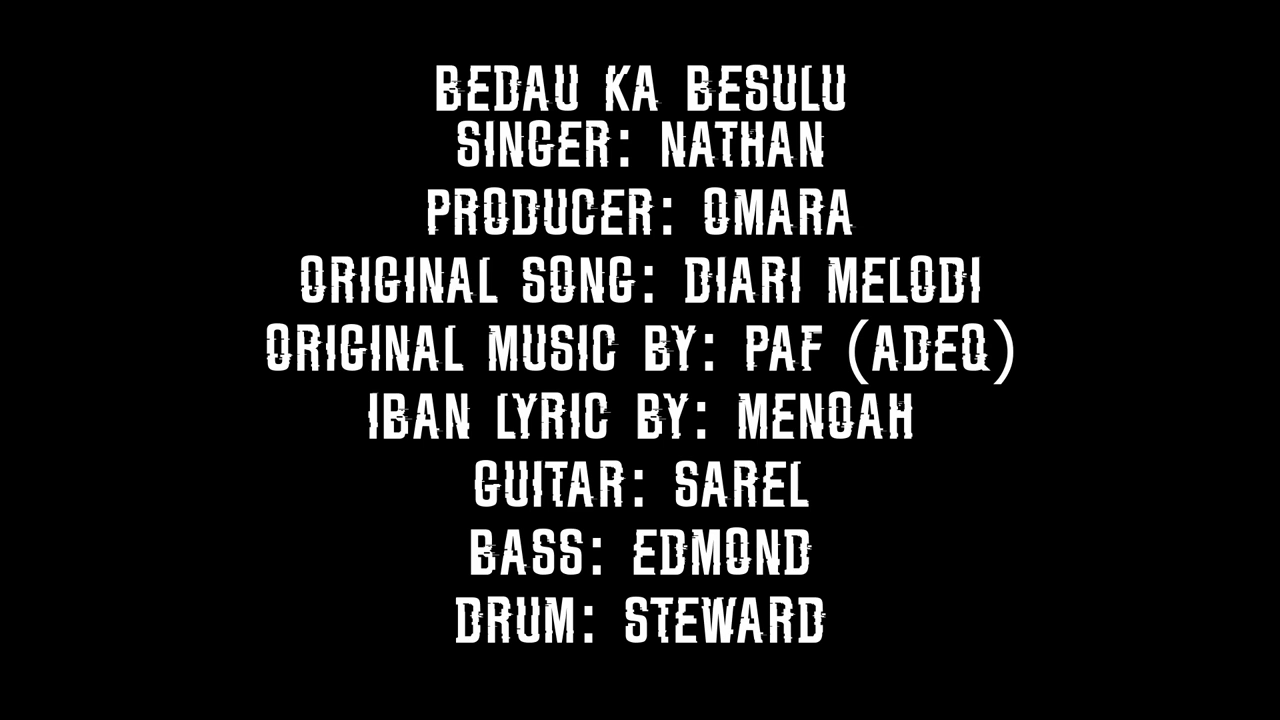 BEDAU KA BESULU
SINGER: NATHAN
PRODUCER: OMARA
ORIGINAL SONG: DIARI MELODI
ORIGINAL MUSIC BY: PAF (ADEQ)
IBAN LYRIC BY: MENOAH
GUITAR: SAREL
BASS: EDMOND
DRUM: STEWARD